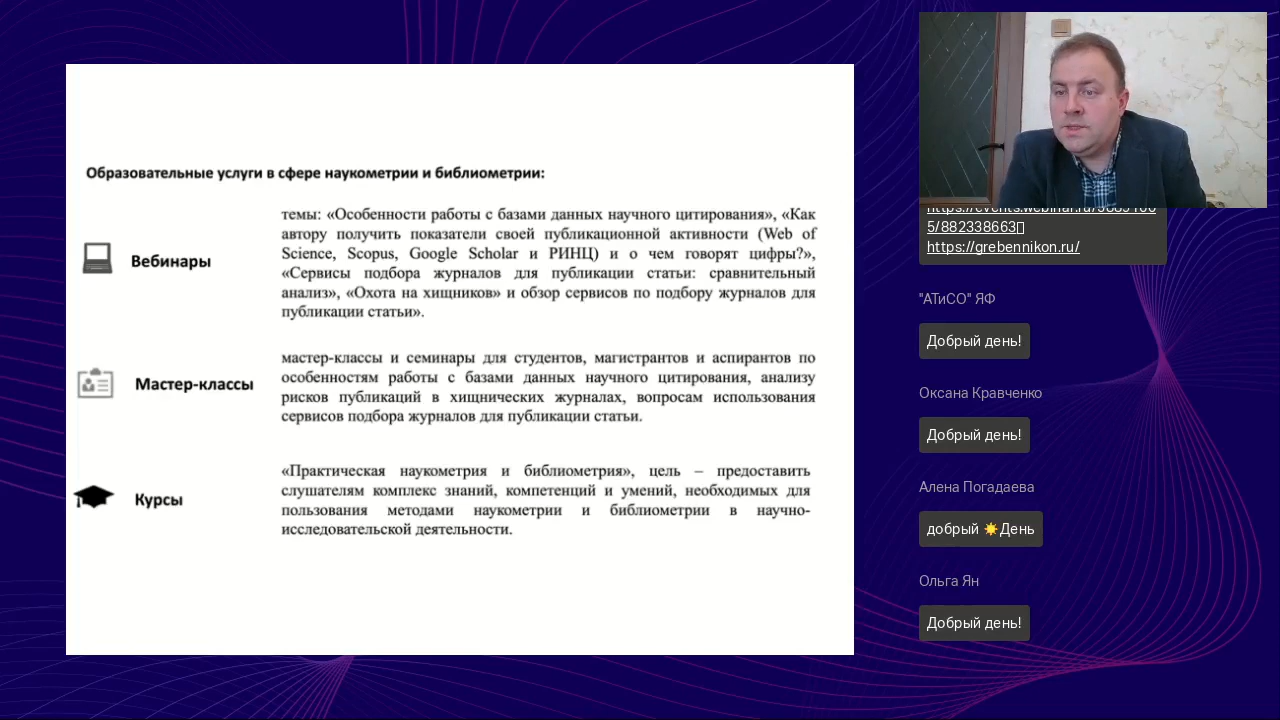 Образовательные услуги в сфере наукометрии и библиометрии:
Вебинары
темы: «Особенности работы с базами данных научного цитирования», «Как
автору получить показатели своей публикационной активности (Web of
Science, Scopus, Google Scholar и РИНЦ) и о чем говорят цифры?»,
«Сервисы подбора журналов для публикации статьи: сравнительный
анализ», «Охота на хищников» и обзор сервисов по подбору журналов для
публикации статьи».
Мастер-классы
мастер-классы и семинары для студентов, магистрантов и аспирантов по
особенностям работы с базами данных научного цитирования, анализу
рисков публикаций в хищнических журналах, вопросам использования
сервисов подбора журналов для публикации статьи.
Курсы
«Практическая наукометрия и библиометрия», цель – предоставить
слушателям комплекс знаний, компетенций и умений, необходимых для
пользования методами наукометрии и библиометрии в научно-
исследовательской деятельности.
5/882338663
https://grebennikon.ru/
"АТиСО" ЯФ
Добрый день!
Оксана Кравченко
Добрый день!
Алена Погадаева
добрый ☀️День
Ольга Ян
Добрый день!